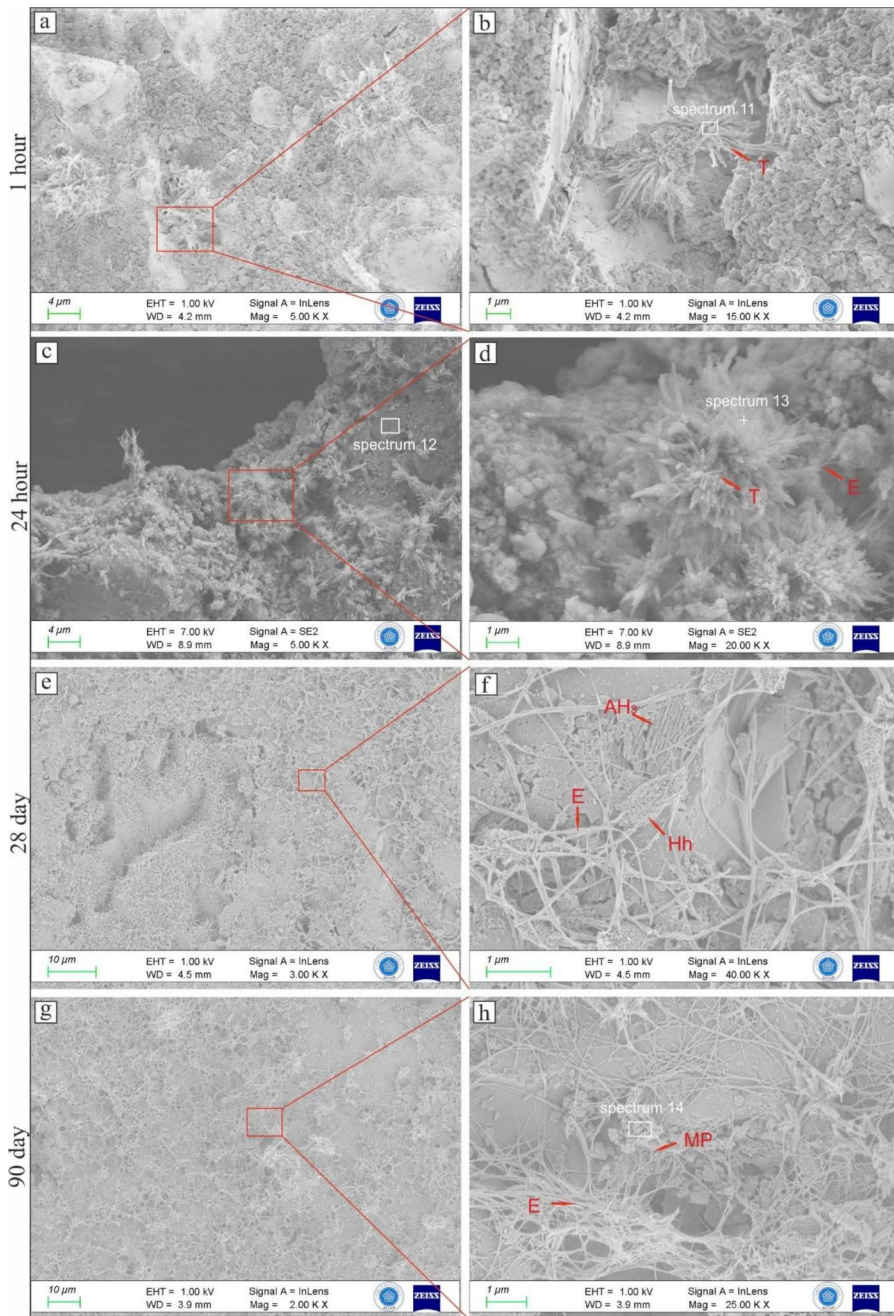 1 hour
a
4 µm
EHT = 1.00 kV
WD = 4.2 mm
Signal A = InLens
Mag = 5.00 K X
ZEISS
b
spectrum 11
T
1 µm
EHT = 1.00 kV
WD = 4.2 mm
Signal A = InLens
Mag = 15.00 K X
ZEISS
24 hour
c
spectrum 12
4 µm
EHT = 7.00 kV
WD = 8.9 mm
Signal A = SE2
Mag = 5.00 K X
ZEISS
d
spectrum 13
E
T
1 µm
EHT = 7.00 kV
WD = 8.9 mm
Signal A = SE2
Mag = 20.00 K X
ZEISS
28 day
e
10 µm
EHT = 1.00 kV
WD = 4.5 mm
Signal A = InLens
Mag = 3.00 K X
ZEISS
f
AH₃
E
Hh
1 µm
EHT = 1.00 kV
WD = 4.5 mm
Signal A = InLens
Mag = 40.00 K X
ZEISS
90 day
g
10 µm
EHT = 1.00 kV
WD = 3.9 mm
Signal A = InLens
Mag = 2.00 K X
ZEISS
h
spectrum 14
MP
E
1 µm
EHT = 1.00 kV
WD = 3.9 mm
Signal A = InLens
Mag = 25.00 K X
ZEISS